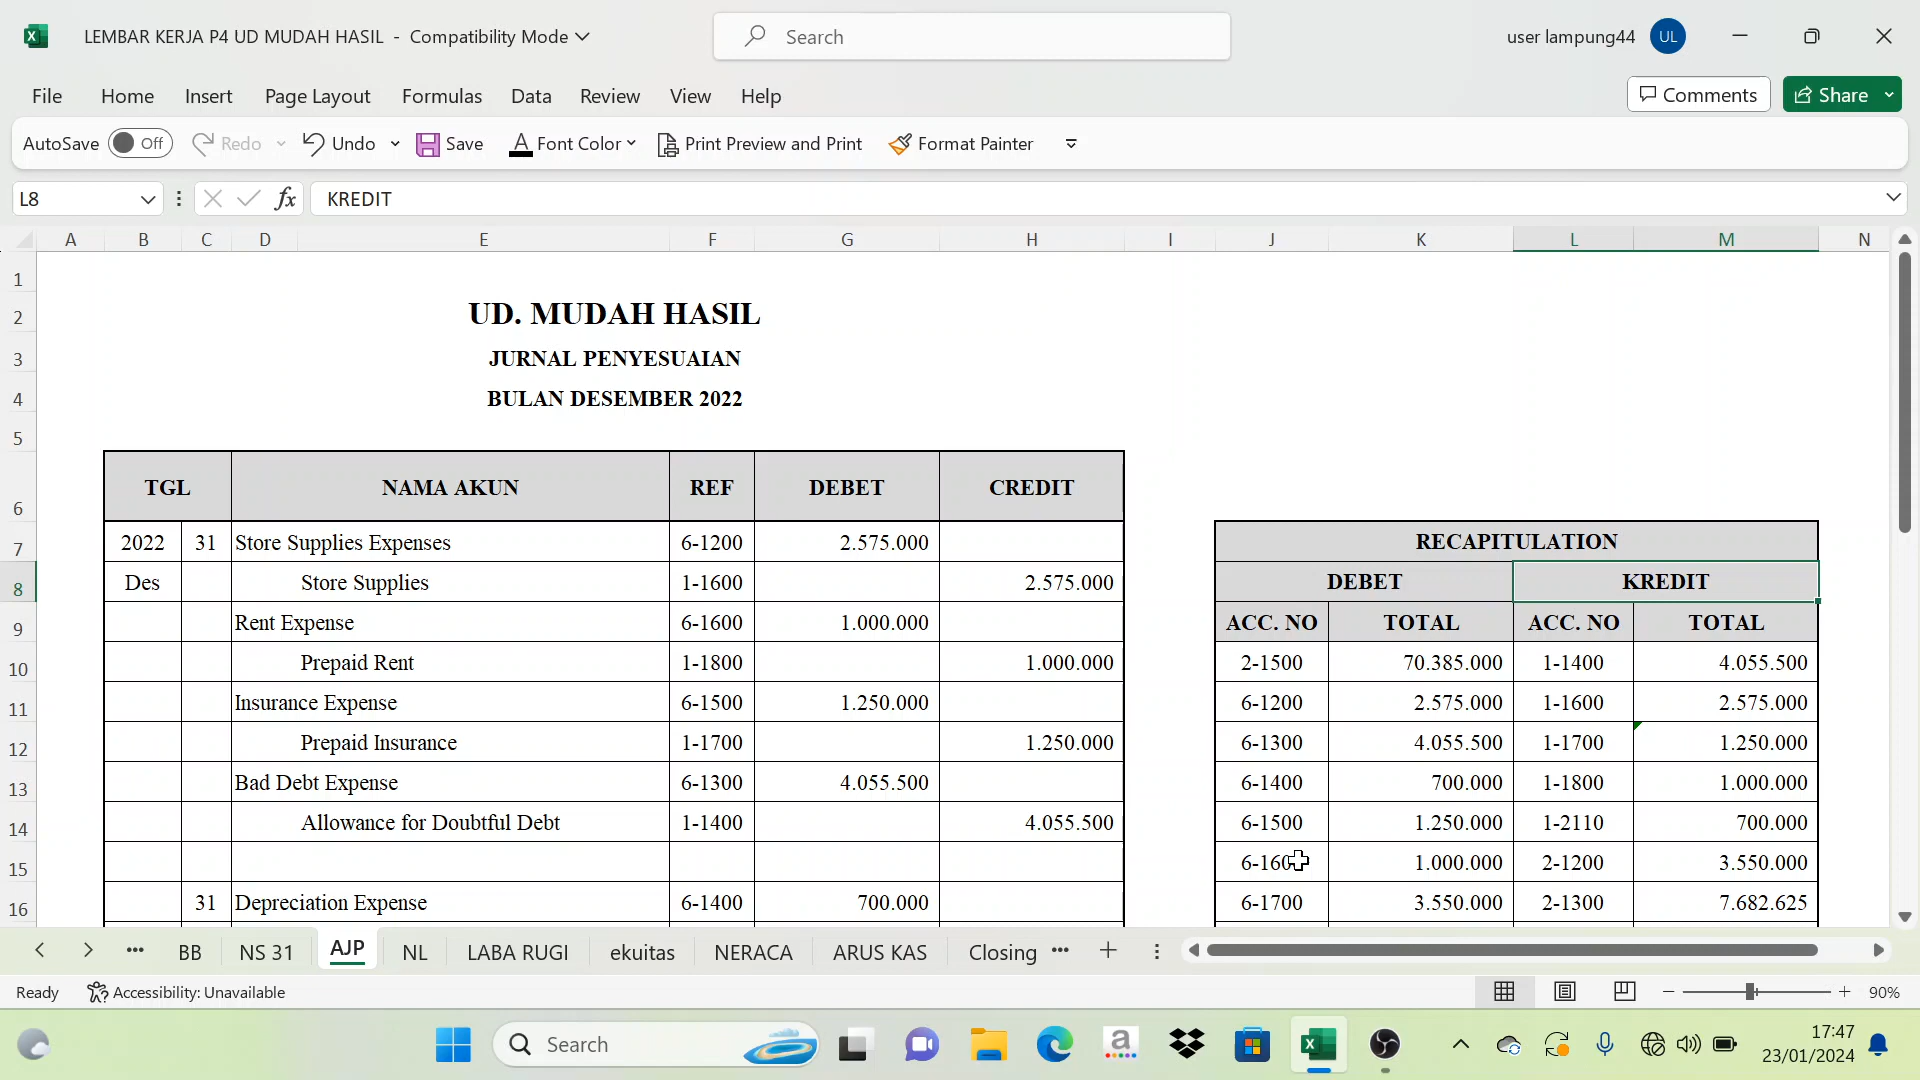 LEMBAR KERJA P4 UD MUDAH HASIL - Compatibility Mode
Search
user lampung44 UL
File Home Insert Page Layout Formulas Data Review View Help
Comments Share
AutoSave Off Redo Undo Save Font Color Print Preview and Print Format Painter
L8 fx KREDIT
A B C D E F G H I J K L M N
1
2 UD. MUDAH HASIL
3 JURNAL PENYESUAIAN
4 BULAN DESEMBER 2022
5
6 TGL NAMA AKUN REF DEBET CREDIT
7 2022 31 Store Supplies Expenses 6-1200 2.575.000 RECAPITULATION
8 Des Store Supplies 1-1600 2.575.000 DEBET KREDIT
9 Rent Expense 6-1600 1.000.000 ACC. NO TOTAL ACC. NO TOTAL
10 Prepaid Rent 1-1800 1.000.000 2-1500 70.385.000 1-1400 4.055.500
11 Insurance Expense 6-1500 1.250.000 6-1200 2.575.000 1-1600 2.575.000
12 Prepaid Insurance 1-1700 1.250.000 6-1300 4.055.500 1-1700 1.250.000
13 Bad Debt Expense 6-1300 4.055.500 6-1400 700.000 1-1800 1.000.000
14 Allowance for Doubtful Debt 1-1400 4.055.500 6-1500 1.250.000 1-2110 700.000
15 6-1600 1.000.000 2-1200 3.550.000
16 31 Depreciation Expense 6-1400 700.000 6-1700 3.550.000 2-1300 7.682.625
BB NS 31 AJP NL LABA RUGI ekuitas NERACA ARUS KAS Closing
Ready Accessibility: Unavailable 90%
Search
17:47
23/01/2024